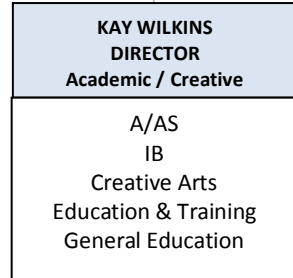 KAY WILKINS
DIRECTOR
Academic / Creative
A/AS
IB
Creative Arts
Education & Training
General Education